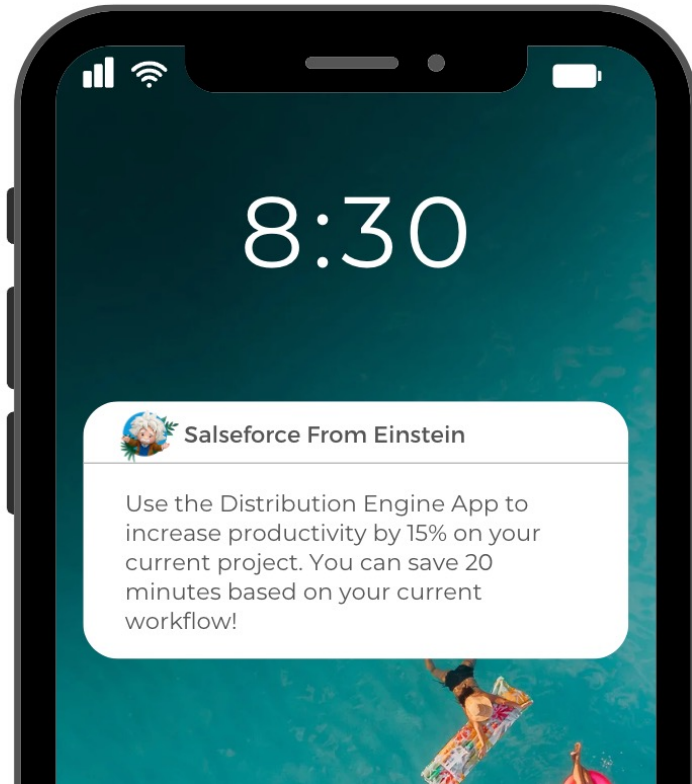 8:30
Salseforce From Einstein
Use the Distribution Engine App to
increase productivity by 15% on your
current project. You can save 20
minutes based on your current
workflow!